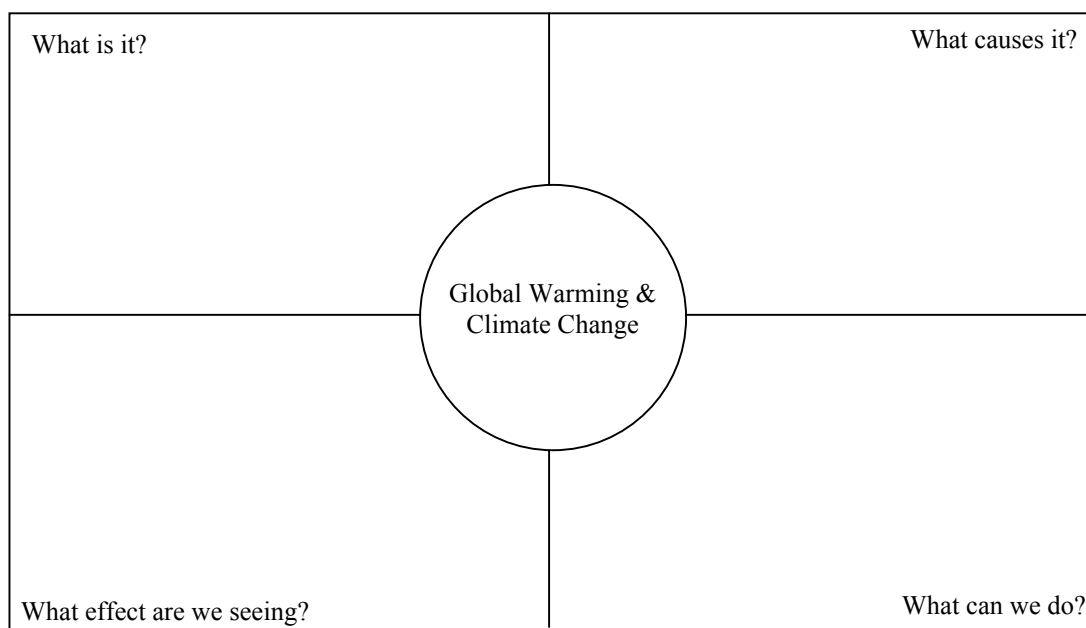 What is it?
What causes it?
Global Warming &
Climate Change
What effect are we seeing?
What can we do?